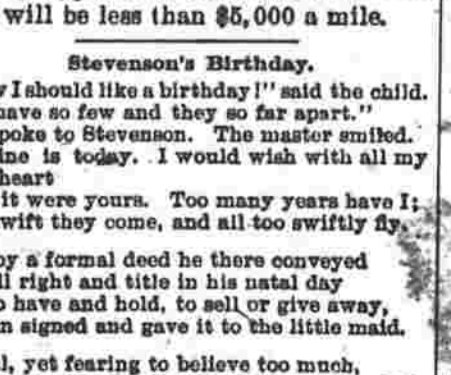 will be less than $5,000 a mile.
Stevenson's Birthday.
I should like a birthday!" said the child.
have so few and they so far apart."
spoke to Stevenson. The master smiled.
ine is today. I would wish with all my
heart
it were yours. Too many years have I;
wift they come, and all too swiftly fly.
by a formal deed he there conveyed
ll right and title in his natal day
o have and hold, to sell or give away,
n signed and gave it to the little maid.
l, yet fearing to believe too much,